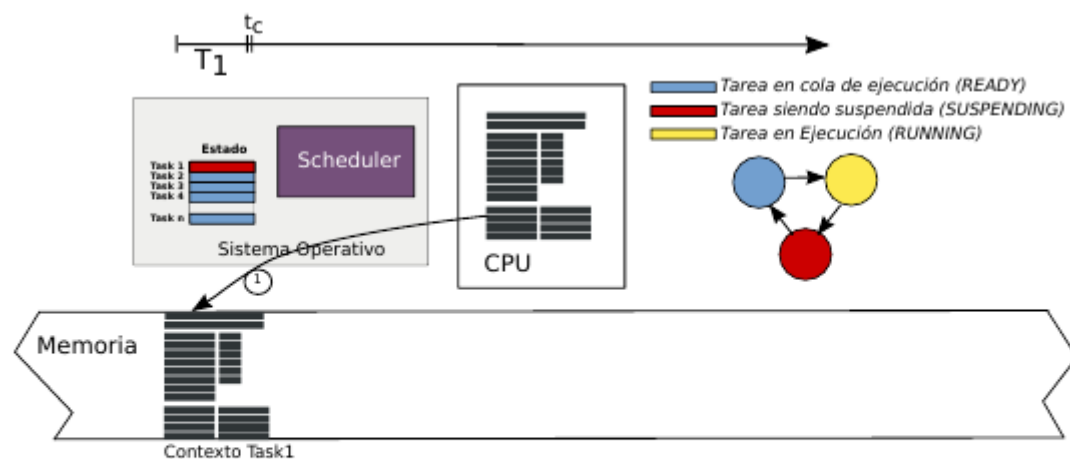 tc
T1
Tarea en cola de ejecución (READY)
Tarea siendo suspendida (SUSPENDING)
Tarea en Ejecución (RUNNING)
Estado
Scheduler
Task 1
Task 2
Task 3
Task 4
Task n
Sistema Operativo
CPU
1
Memoria
Contexto Task1